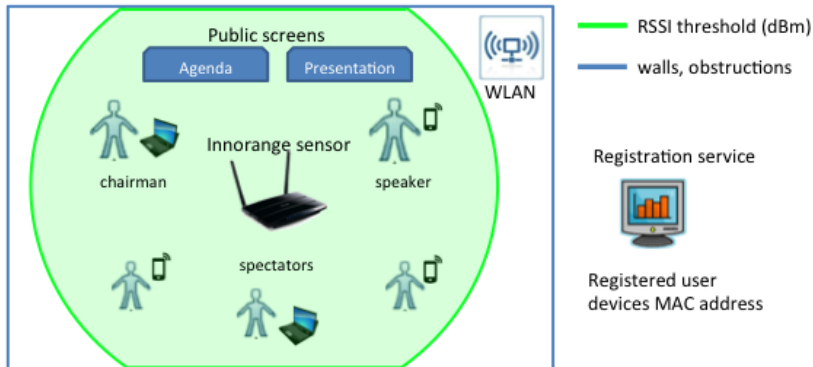 Public screens
Agenda
Presentation
WLAN
Innorange sensor
chairman
speaker
spectators
RSSI threshold (dBm)
walls, obstructions
Registration service
Registered user
devices MAC address